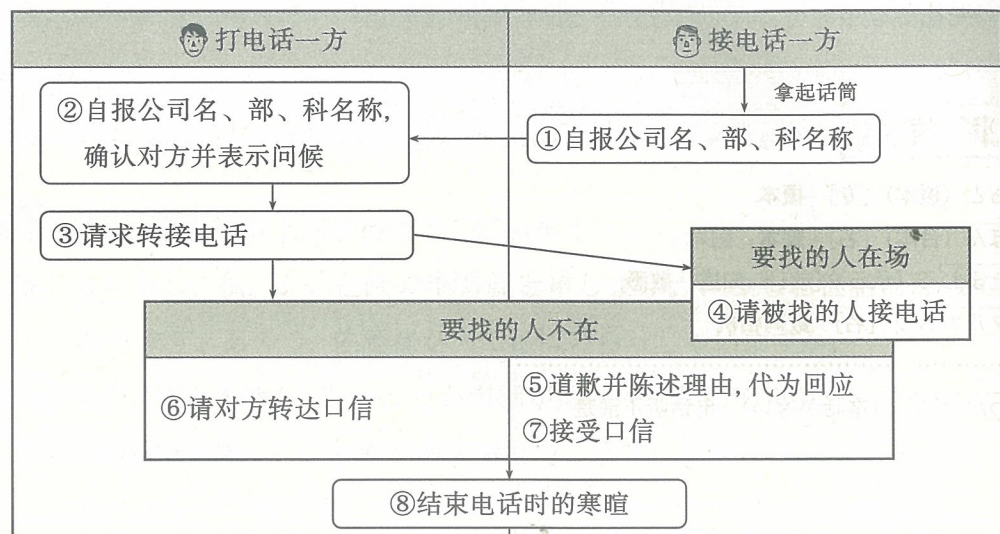 打电话一方
接电话一方
拿起话筒
②自报公司名、部、科名称,
确认对方并表示问候
①自报公司名、部、科名称
③请求转接电话
要找的人在场
④请被找的人接电话
要找的人不在
⑤道歉并陈述理由,代为回应
⑥请对方转达口信
⑦接受口信
⑧结束电话时的寒暄